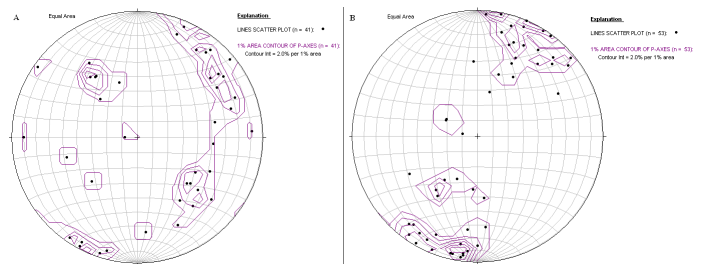 A
Equal Area
Explanation
LINES SCATTER PLOT (n = 41):
1% AREA CONTOUR OF P-AXES (n = 41):
Contour Int = 2.0% per 1% area
B
Equal Area
Explanation
LINES SCATTER PLOT (n = 53):
1% AREA CONTOUR OF P-AXES (n = 53):
Contour Int = 2.0% per 1% area